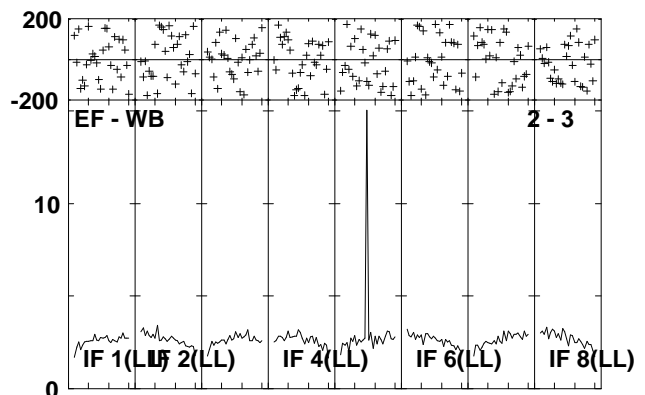 200
-200
EF - WB 2 - 3
10
IF 1(LL) IF 2(LL) IF 4(LL) IF 6(LL) IF 8(LL)
0